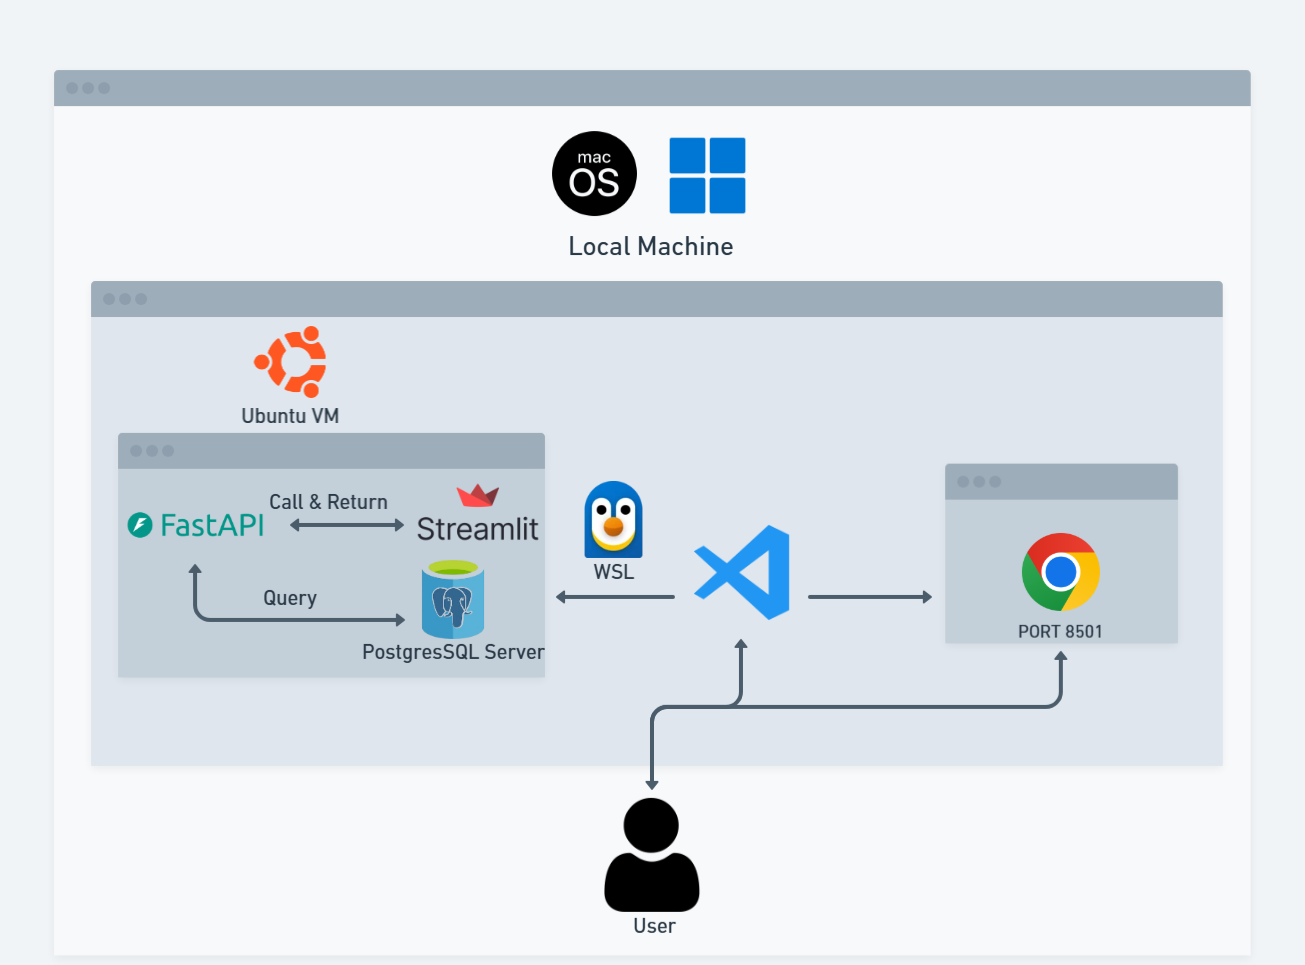 mac
OS
Local Machine
Ubuntu VM
Call & Return
FastAPI
Streamlit
Query
PostgresSQL Server
WSL
PORT 8501
User